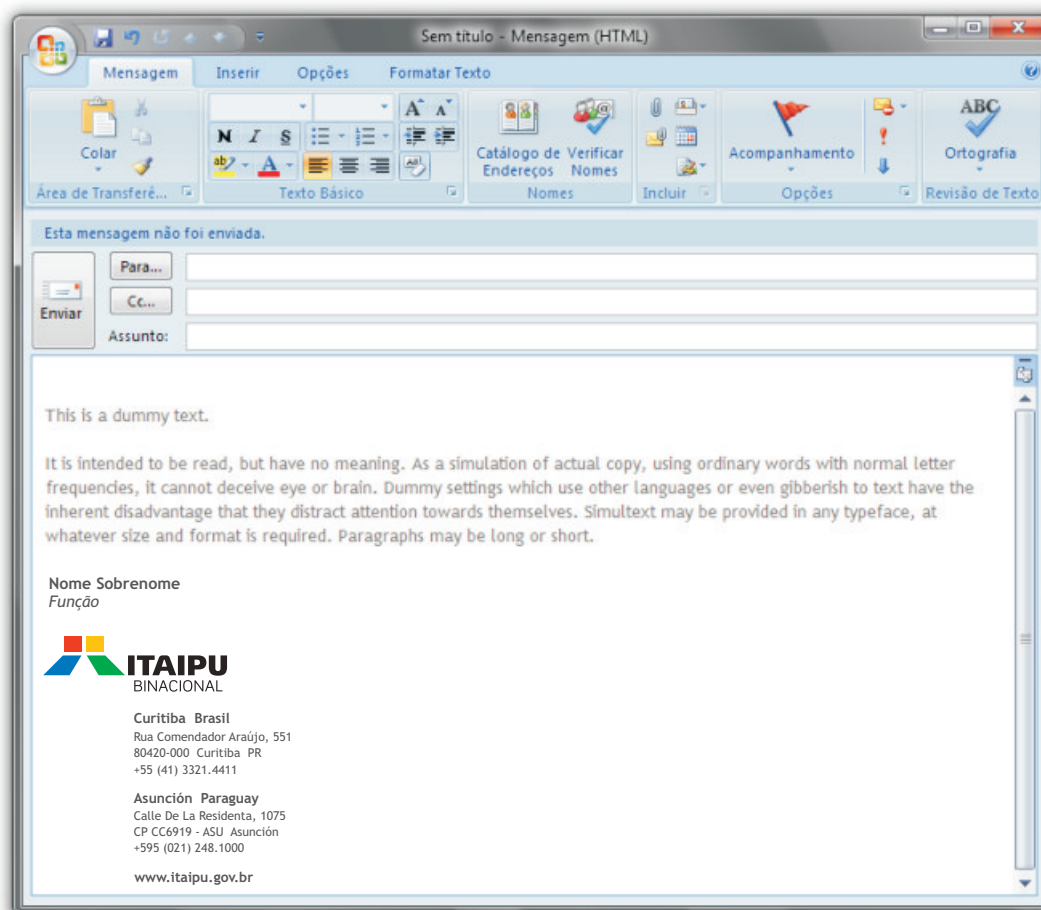 Sem título - Mensagem (HTML)
Mensagem Inserir Opções Formatar Texto
Colar
N I S
ab A
A A
Aa
Catálogo de Endereços
Verificar Nomes
Acompanhamento
ABC
Ortografia
Área de Transferê... Texto Básico Nomes Incluir Opções Revisão de Texto
Esta mensagem não foi enviada.
Enviar
Para...
Cc...
Assunto:
This is a dummy text.
It is intended to be read, but have no meaning. As a simulation of actual copy, using ordinary words with normal letter
frequencies, it cannot deceive eye or brain. Dummy settings which use other languages or even gibberish to text have the
inherent disadvantage that they distract attention towards themselves. Simultext may be provided in any typeface, at
whatever size and format is required. Paragraphs may be long or short.
Nome Sobrenome
Função
ITAIPU
BINACIONAL
Curitiba Brasil
Rua Comendador Araújo, 551
80420-000 Curitiba PR
+55 (41) 3321.4411
Asunción Paraguay
Calle De La Residenta, 1075
CP CC6919 - ASU Asunción
+595 (021) 248.1000
www.itaipu.gov.br